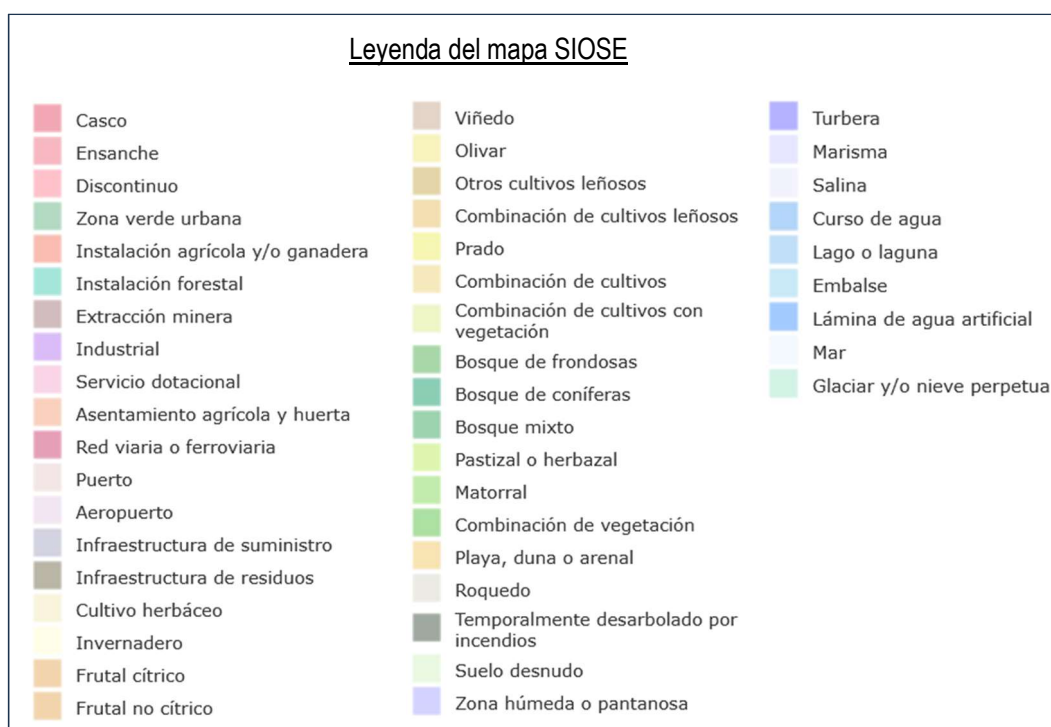 Leyenda del mapa SIOSE
Casco
Ensanche
Discontinuo
Zona verde urbana
Instalación agrícola y/o ganadera
Instalación forestal
Extracción minera
Industrial
Servicio dotacional
Asentamiento agrícola y huerta
Red viaria o ferroviaria
Puerto
Aeropuerto
Infraestructura de suministro
Infraestructura de residuos
Cultivo herbáceo
Invernadero
Frutal cítrico
Frutal no cítrico
Viñedo
Olivar
Otros cultivos leñosos
Combinación de cultivos leñosos
Prado
Combinación de cultivos
Combinación de cultivos con
vegetación
Bosque de frondosas
Bosque de coníferas
Bosque mixto
Pastizal o herbazal
Matorral
Combinación de vegetación
Playa, duna o arenal
Roquedo
Temporalmente desarbolado por
incendios
Suelo desnudo
Zona húmeda o pantanosa
Turbera
Marisma
Salina
Curso de agua
Lago o laguna
Embalse
Lámina de agua artificial
Mar
Glaciar y/o nieve perpetua